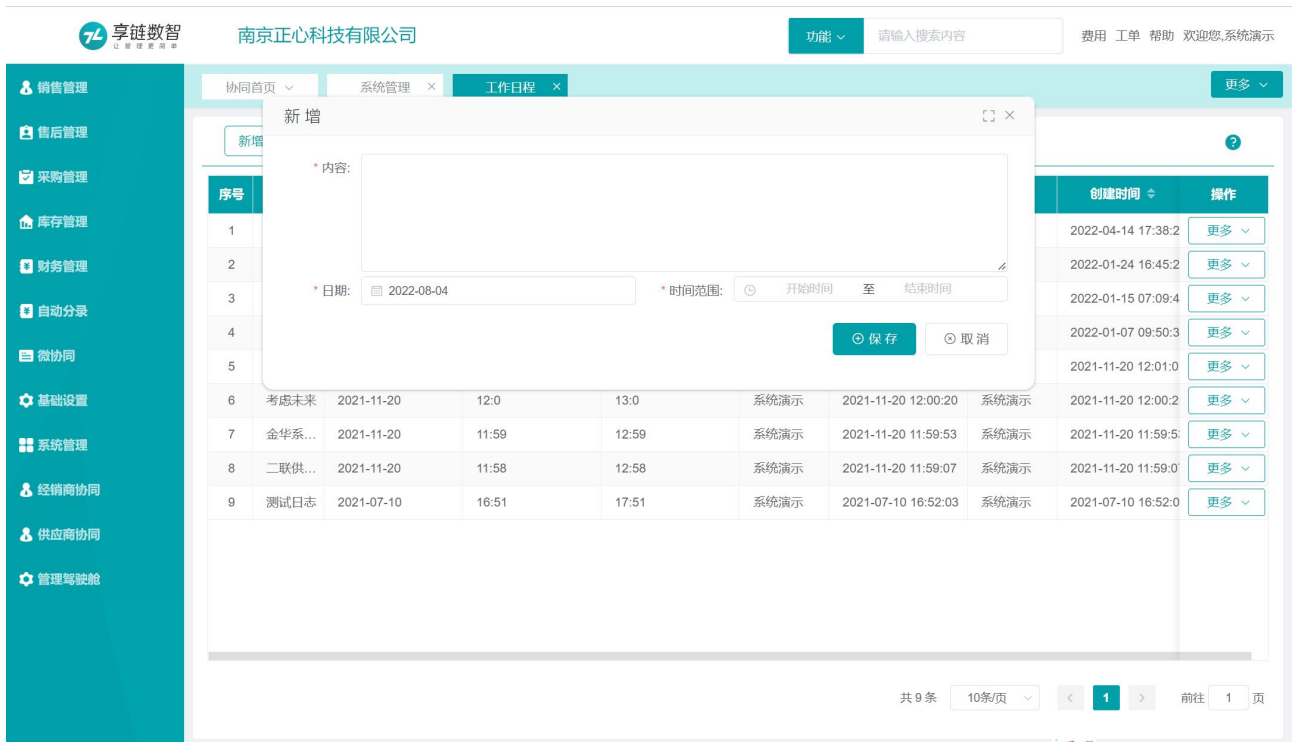 享链数智 南京正心科技有限公司 功能 请输入搜索内容 费用 工单 帮助 欢迎您,系统演示
让管理更简单
销售管理
售后管理
采购管理
库存管理
财务管理
自动分录
微协同
基础设置
系统管理
经销商协同
供应商协同
管理驾驶舱
协同首页 系统管理 × 工作日程 × 更多
新增
新增 ×
* 内容:
* 日期: 2022-08-04 * 时间范围: 开始时间 至 结束时间
保存 取消
序号 创建时间 操作
1 2022-04-14 17:38:2 更多
2 2022-01-24 16:45:2 更多
3 2022-01-15 07:09:4 更多
4 2022-01-07 09:50:3 更多
5 2021-11-20 12:01:0 更多
6 考虑未来 2021-11-20 12:0 13:0 系统演示 2021-11-20 12:00:20 系统演示 2021-11-20 12:00:2 更多
7 金华系... 2021-11-20 11:59 12:59 系统演示 2021-11-20 11:59:53 系统演示 2021-11-20 11:59:5 更多
8 二联供... 2021-11-20 11:58 12:58 系统演示 2021-11-20 11:59:07 系统演示 2021-11-20 11:59:0 更多
9 测试日志 2021-07-10 16:51 17:51 系统演示 2021-07-10 16:52:03 系统演示 2021-07-10 16:52:0 更多
共 9 条 10条/页 < 1 > 前往 1 页